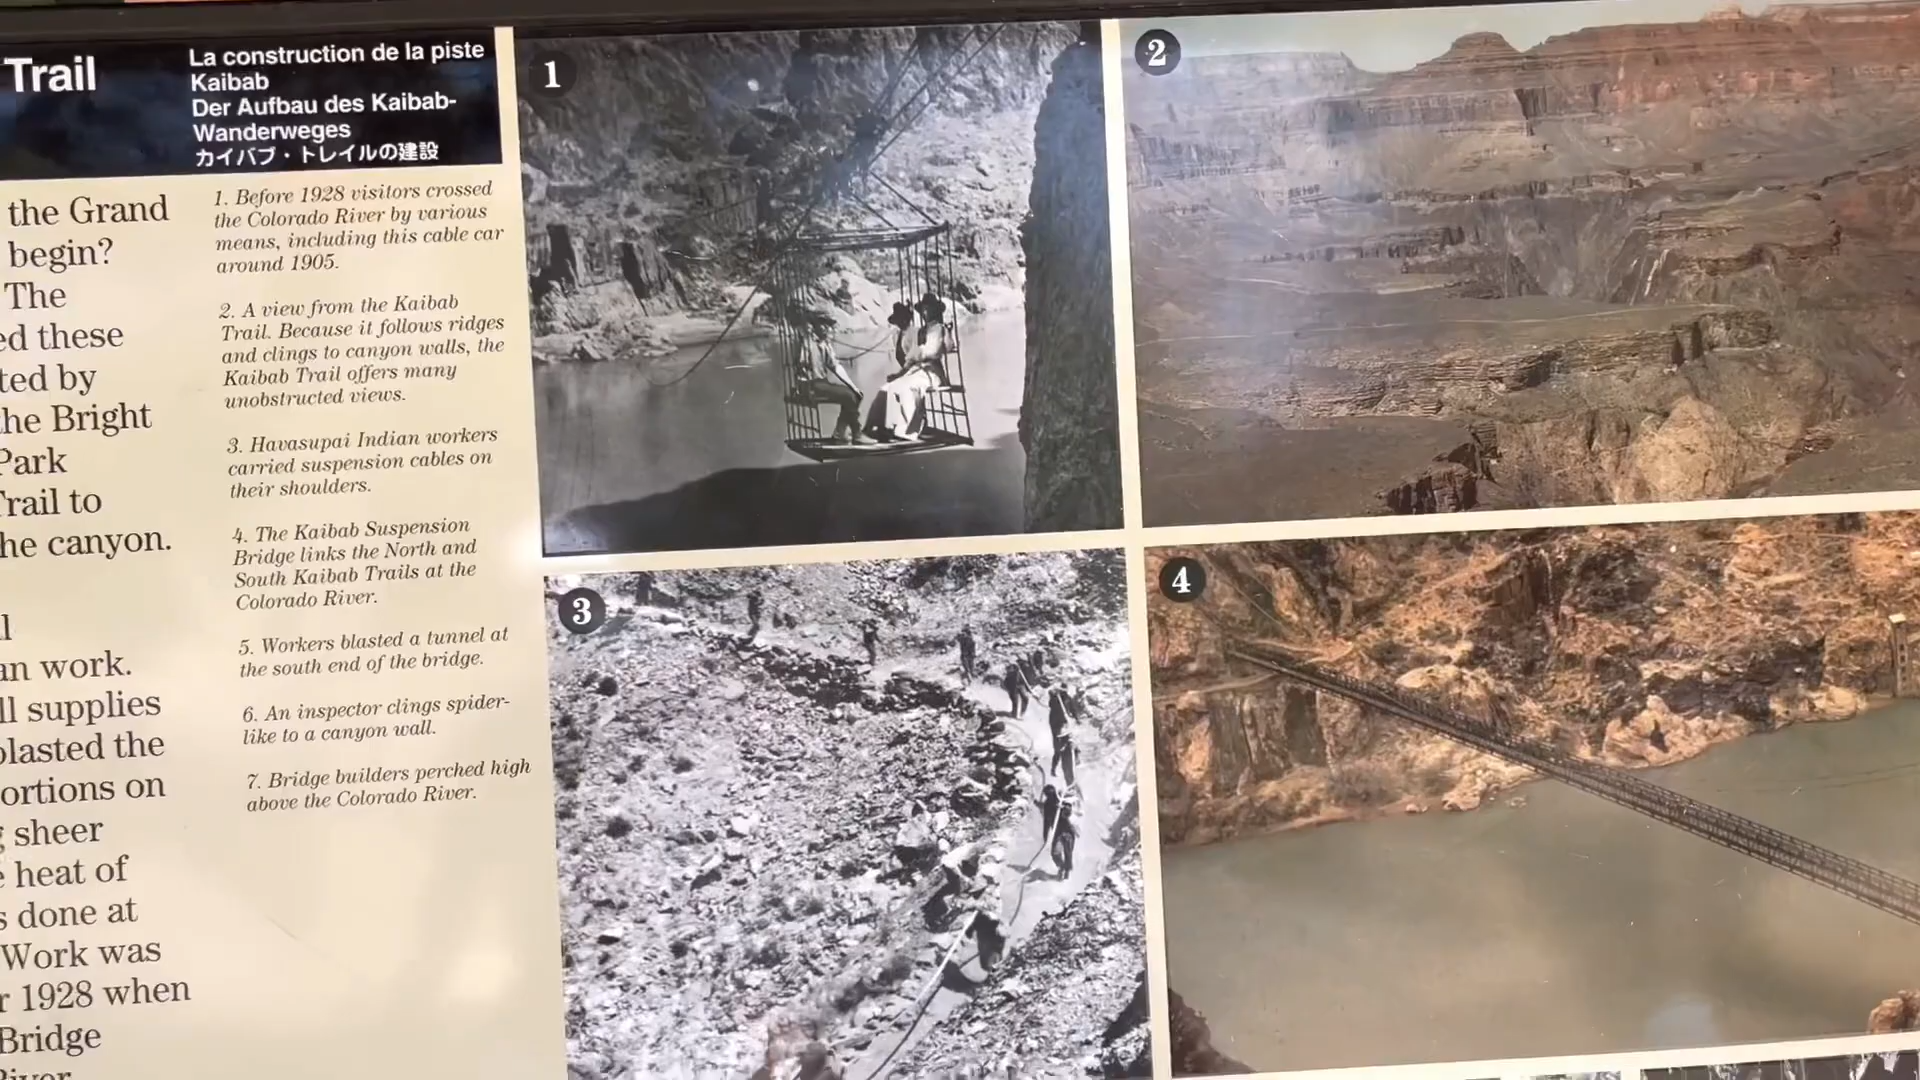 Trail
La construction de la piste
Kaibab
Der Aufbau des Kaibab-
Wanderweges
カイバブ・トレイルの建設
the Grand
begin?
The
these
by
Bright
Park
Trail to
the canyon.
work.
supplies
blasted the
on
sheer
heat of
done at
Work was
1928 when
Bridge
River
1. Before 1928 visitors crossed
the Colorado River by various
means, including this cable car
around 1905.
2. A view from the Kaibab
Trail. Because it follows ridges
and clings to canyon walls, the
Kaibab Trail offers many
unobstructed views.
3. Havasupai Indian workers
carried suspension cables on
their shoulders.
4. The Kaibab Suspension
Bridge links the North and
South Kaibab Trails at the
Colorado River.
5. Workers blasted a tunnel at
the south end of the bridge.
6. An inspector clings spider-
like to a canyon wall.
7. Bridge builders perched high
above the Colorado River.
1
2
3
4